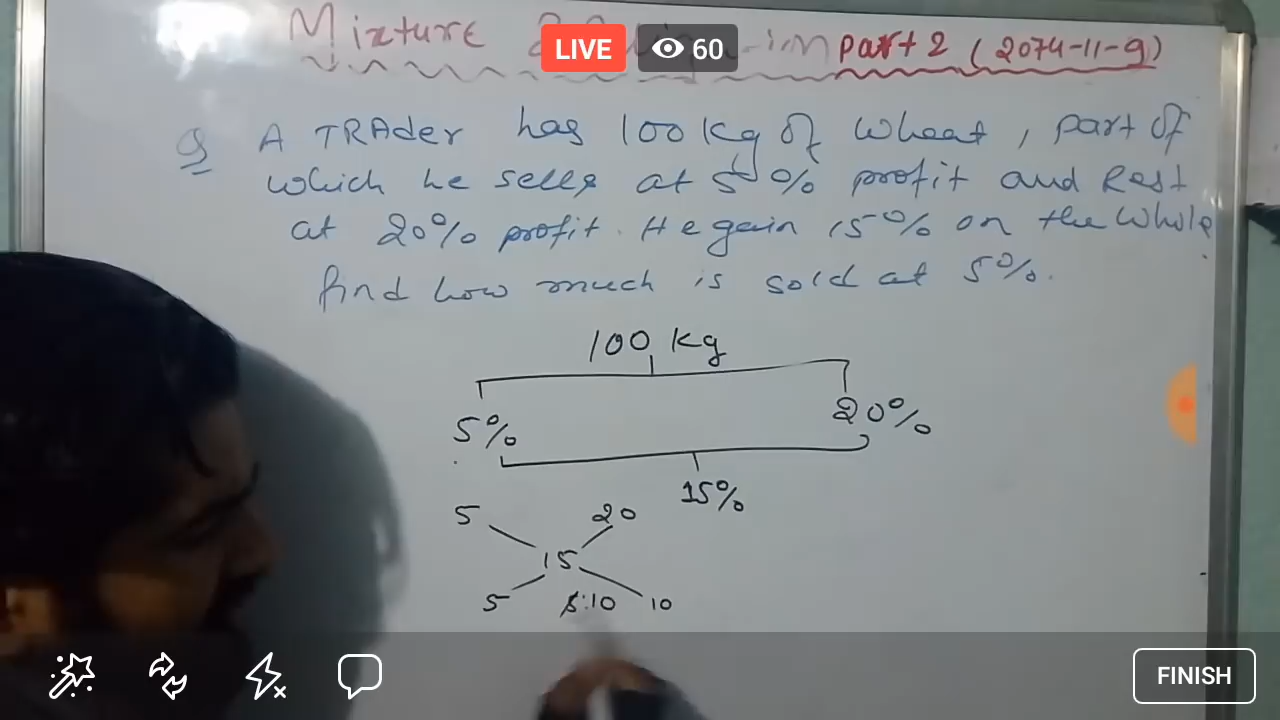 Mixture
LIVE 60
part 2 (2074-11-9)
Q A TRAder has 100 kg of wheat, part of
which he sells at 5% profit and Rest
at 20% profit. He gain 15% on the whole
find how much is sold at 5%.
100 kg
5% 20%
15%
5 20
15
5 5:10 10
FINISH